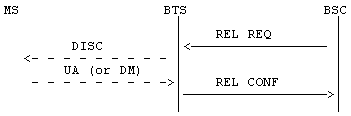 MS BTS BSC
REL REQ
DISC
UA (or DM)
REL CONF